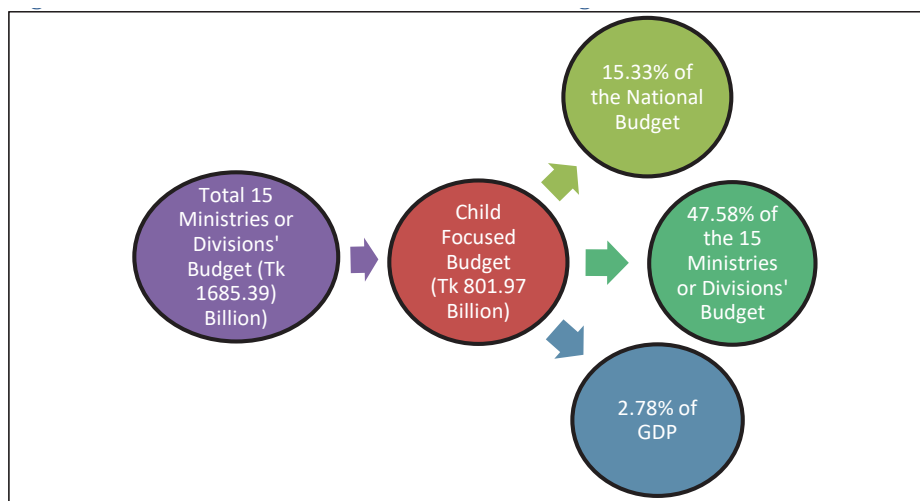 Total 15
Ministries or
Divisions'
Budget (Tk
1685.39)
Billion)
Child
Focused
Budget
(Tk 801.97
Billion)
15.33% of
the National
Budget
47.58% of
the 15
Ministries
or Divisions'
Budget
2.78% of
GDP